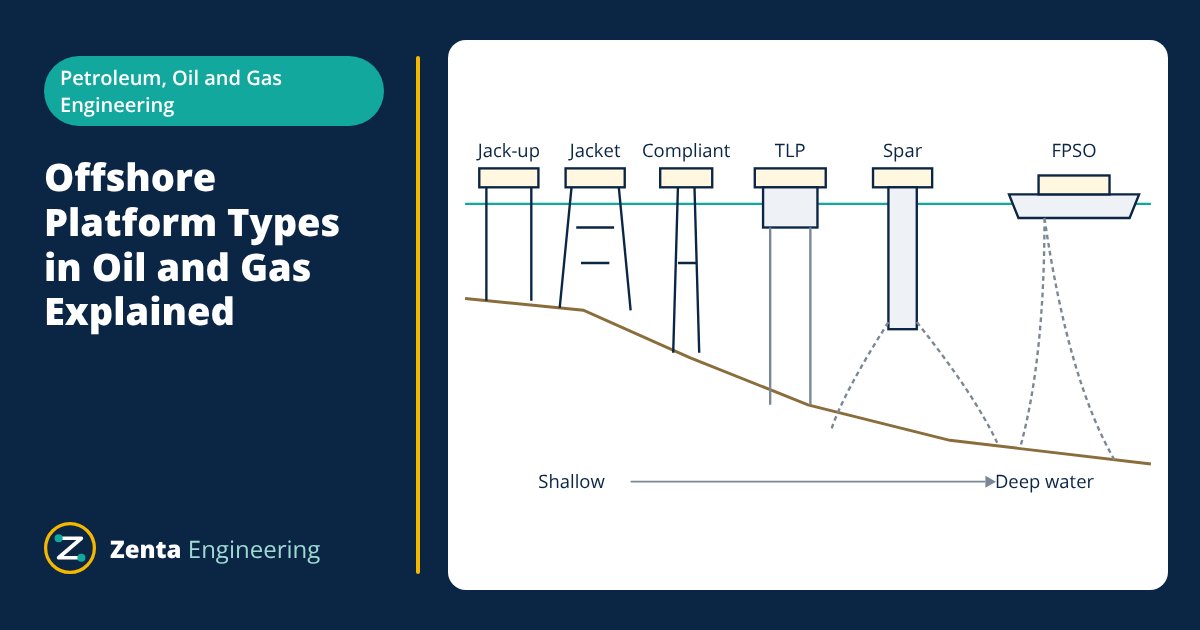 Petroleum, Oil and Gas
Engineering
Offshore
Platform Types
in Oil and Gas
Explained
Zenta Engineering
Jack-up
Jacket
Compliant
TLP
Spar
FPSO
Shallow
Deep water